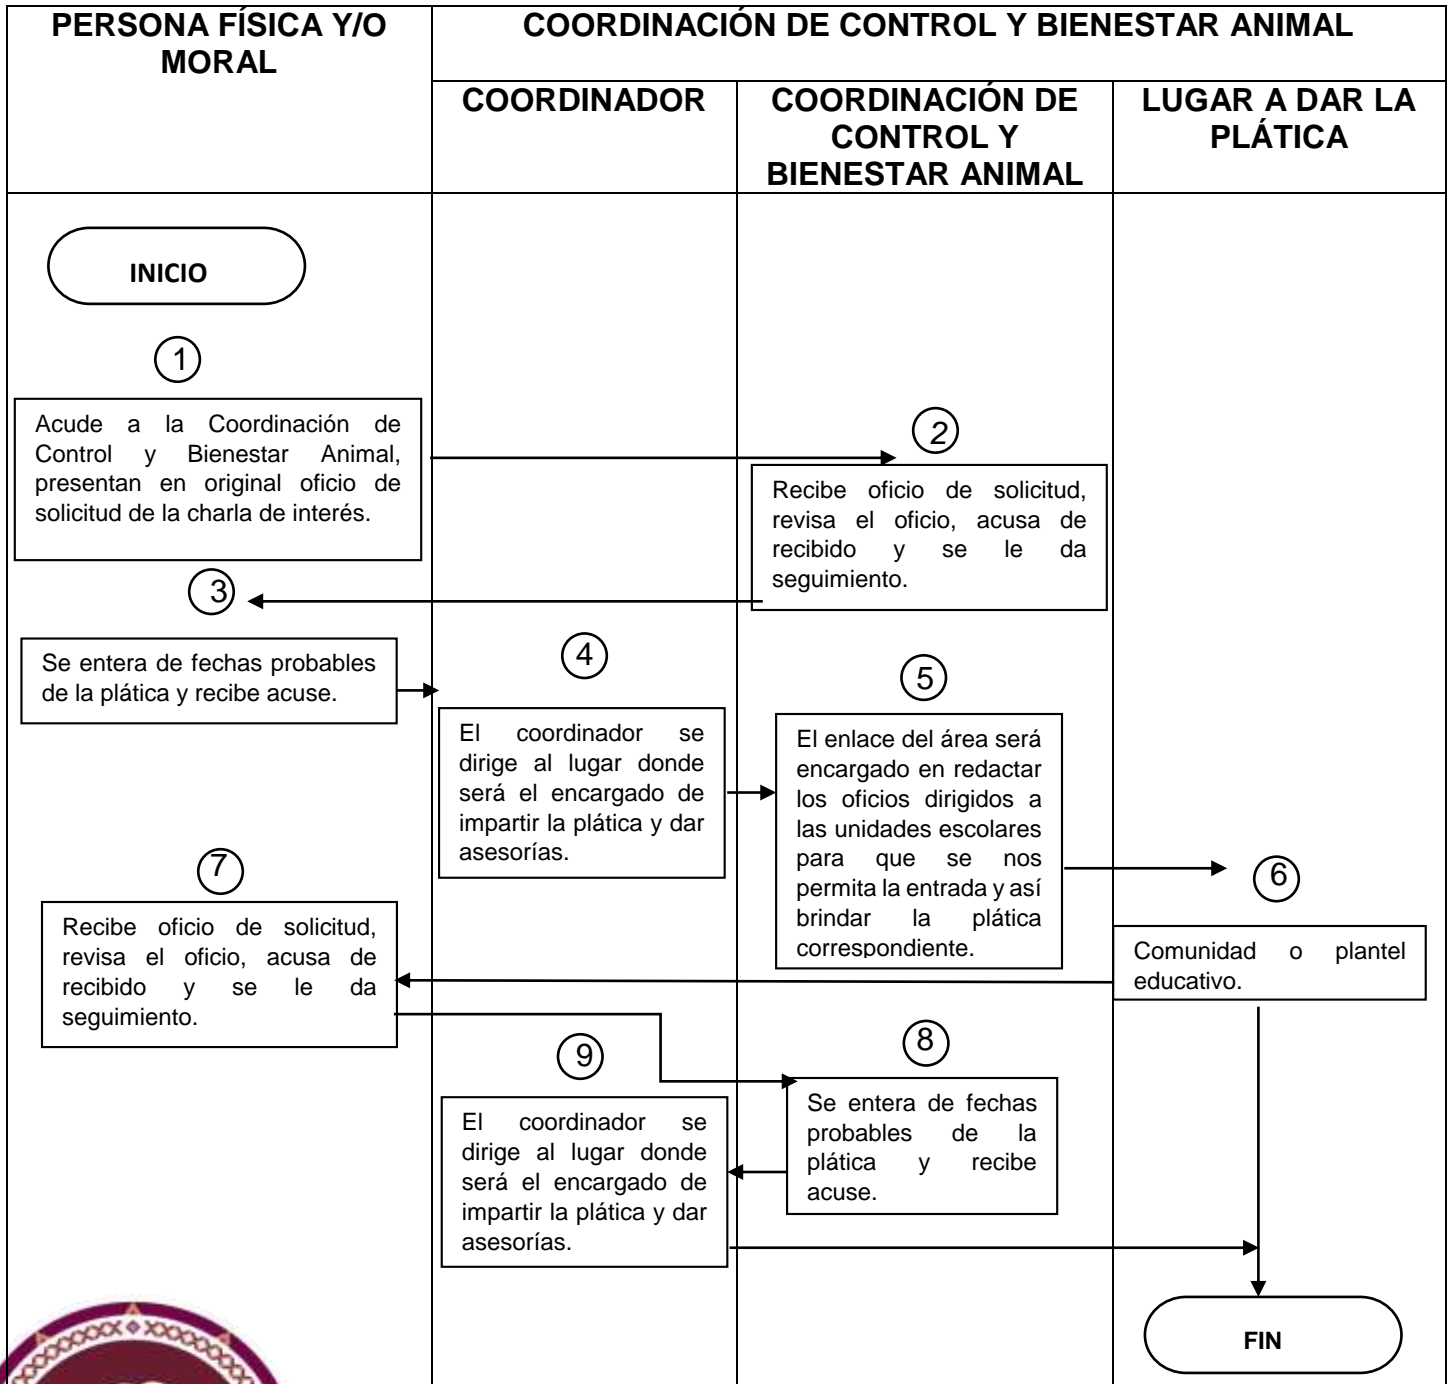 PERSONA FÍSICA Y/O
MORAL
COORDINACIÓN DE CONTROL Y BIENESTAR ANIMAL
COORDINADOR
COORDINACIÓN DE
CONTROL Y
BIENESTAR ANIMAL
LUGAR A DAR LA
PLÁTICA
INICIO
1
Acude a la Coordinación de
Control y Bienestar Animal,
presentan en original oficio de
solicitud de la charla de interés.
2
Recibe oficio de solicitud,
revisa el oficio, acusa de
recibido y se le da
seguimiento.
3
Se entera de fechas probables
de la plática y recibe acuse.
4
El coordinador se
dirige al lugar donde
será el encargado de
impartir la plática y dar
asesorías.
5
El enlace del área será
encargado en redactar
los oficios dirigidos a
las unidades escolares
para que se nos
permita la entrada y así
brindar la plática
correspondiente.
6
Comunidad o plantel
educativo.
7
Recibe oficio de solicitud,
revisa el oficio, acusa de
recibido y se le da
seguimiento.
8
Se entera de fechas
probables de la
plática y recibe
acuse.
9
El coordinador se
dirige al lugar donde
será el encargado de
impartir la plática y dar
asesorías.
FIN